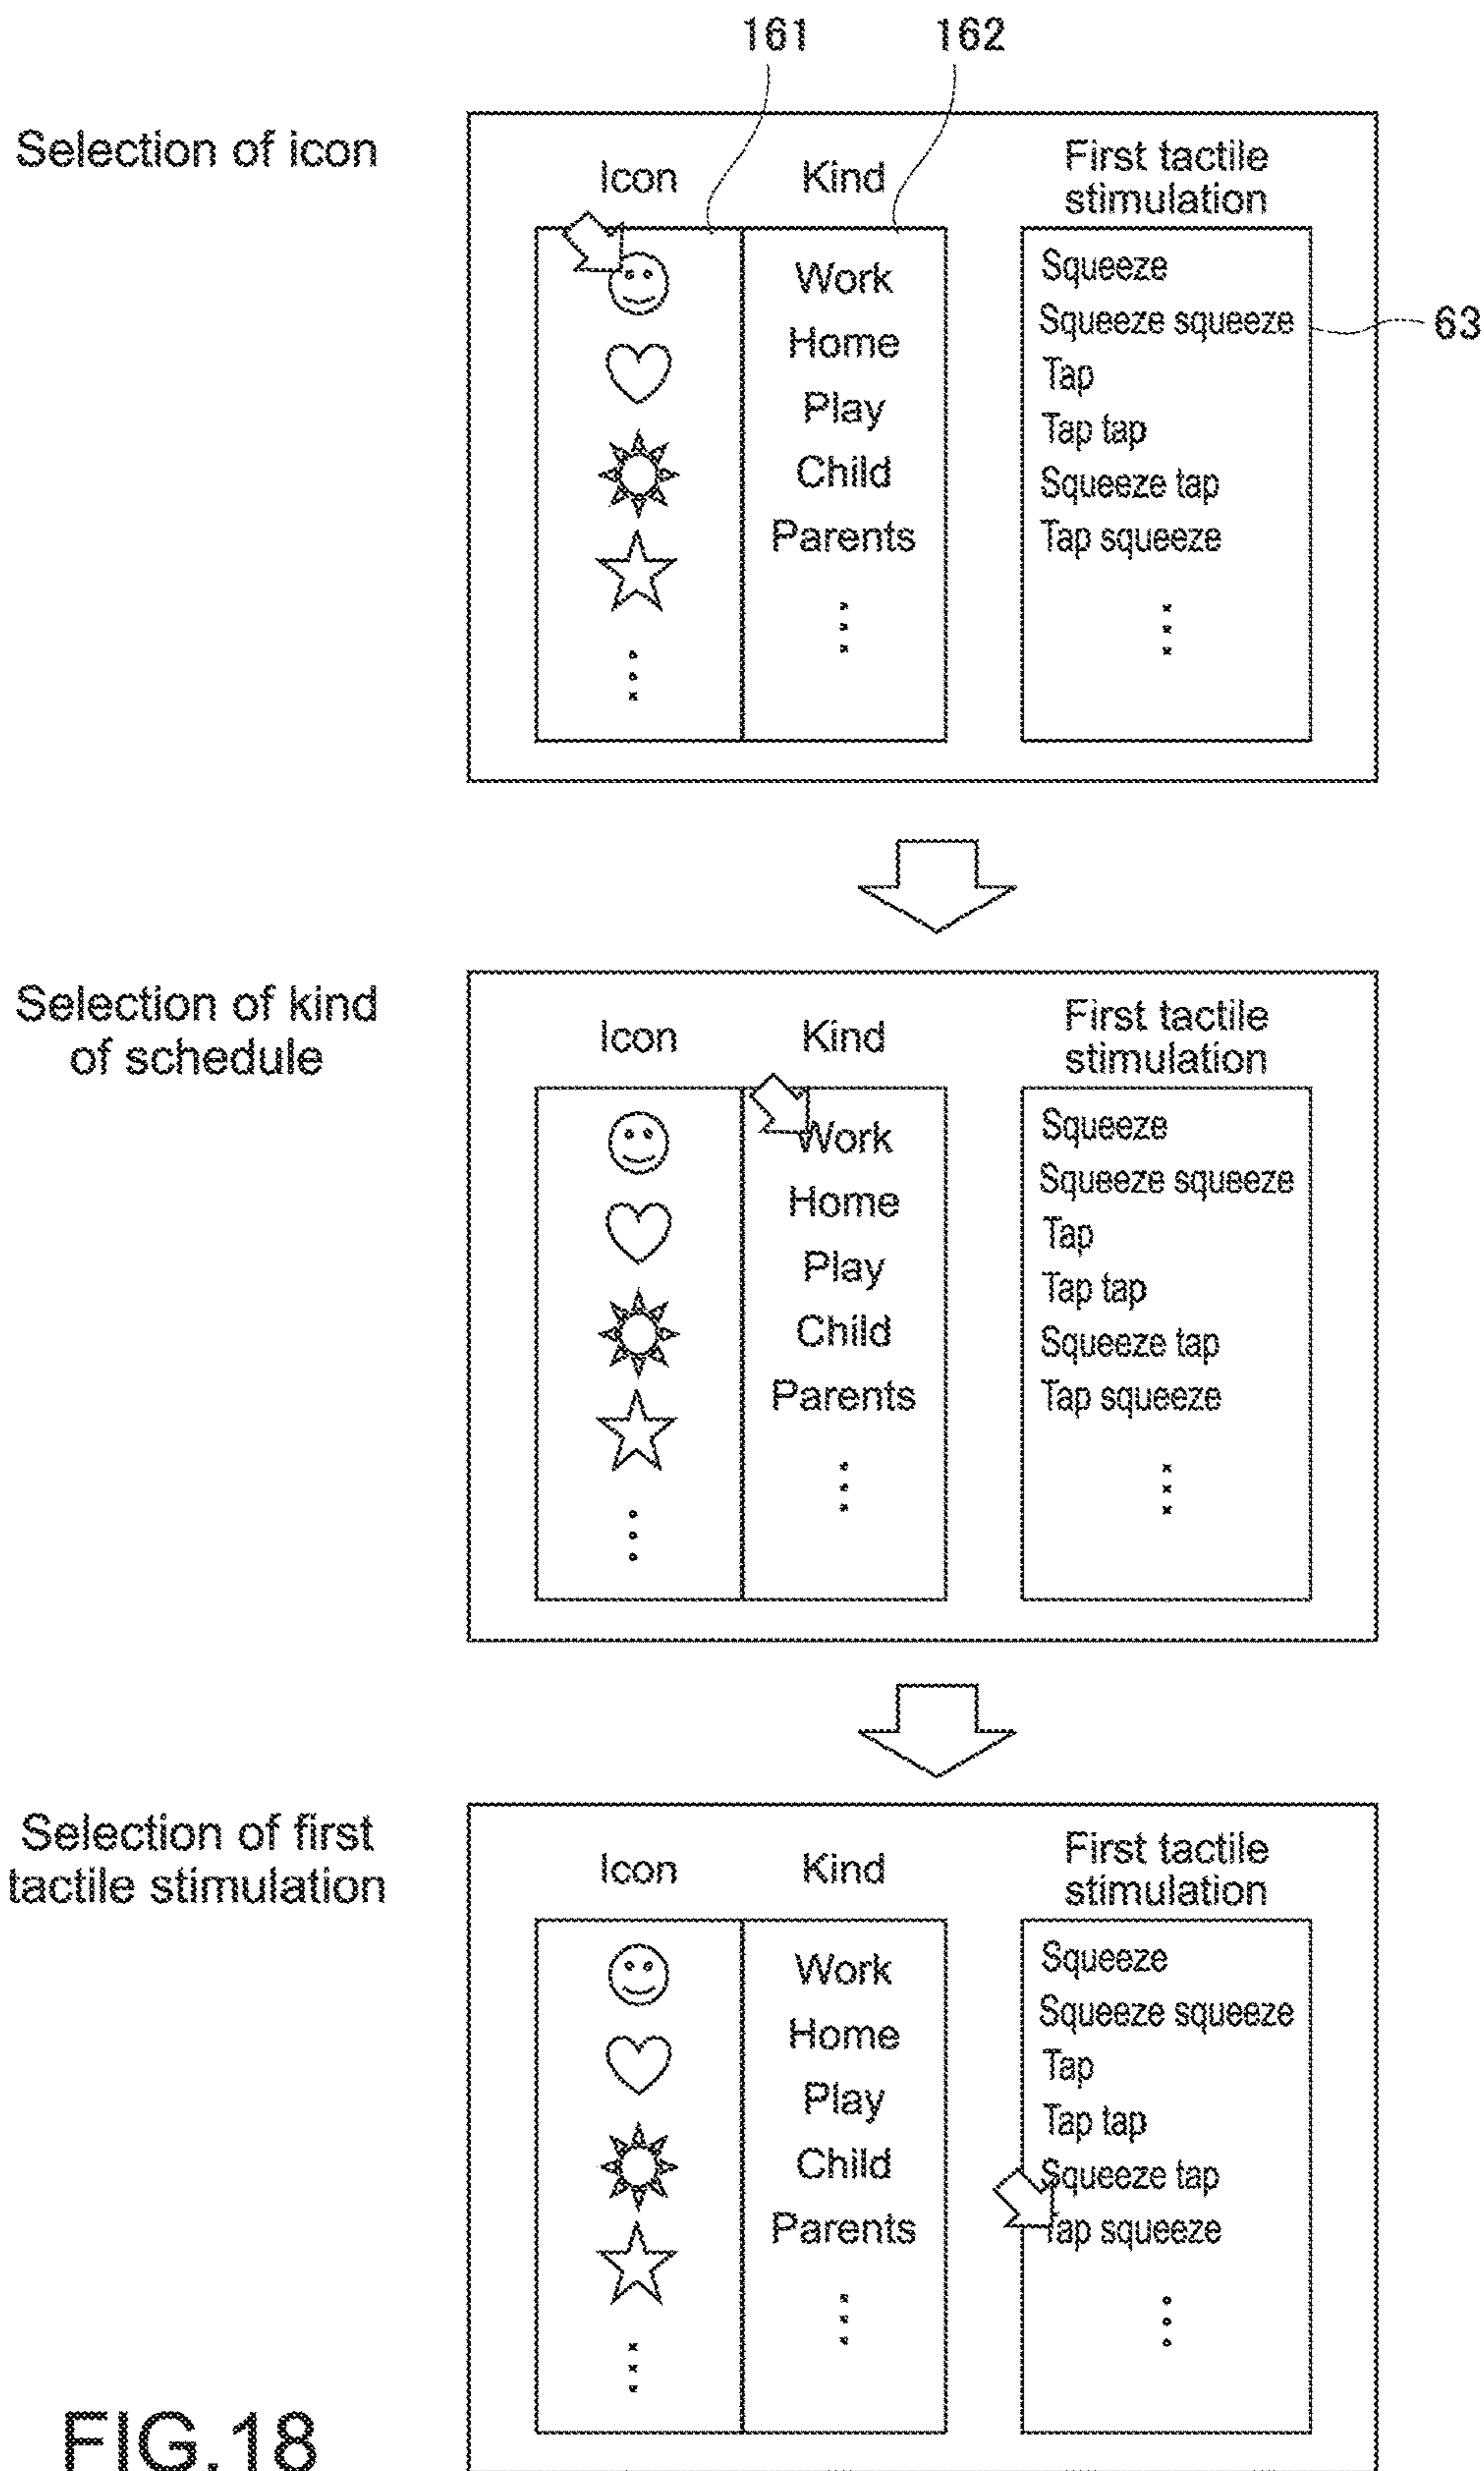 161 162
Selection of icon
Icon Kind First tactile
stimulation
Work
Home
Play
Child
Parents
Squeeze
Squeeze squeeze
Tap
Tap tap
Squeeze tap
Tap squeeze
63
Selection of kind
of schedule
Icon Kind First tactile
stimulation
Work
Home
Play
Child
Parents
Squeeze
Squeeze squeeze
Tap
Tap tap
Squeeze tap
Tap squeeze
Selection of first
tactile stimulation
Icon Kind First tactile
stimulation
Work
Home
Play
Child
Parents
Squeeze
Squeeze squeeze
Tap
Tap tap
Squeeze tap
Tap squeeze
FIG.18